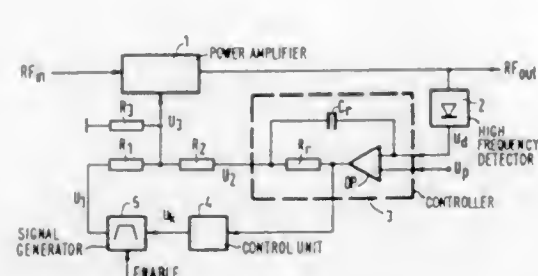 1
POWER AMPLIFIER
RFin
RFout
R3
U3
Cr
2
HIGH
FREQUENCY
DETECTOR
Ud
R1
R2
Rr
OP
Up
U2
U1
3
CONTROLLER
5
4
Uk
SIGNAL
GENERATOR
CONTROL UNIT
ENABLE